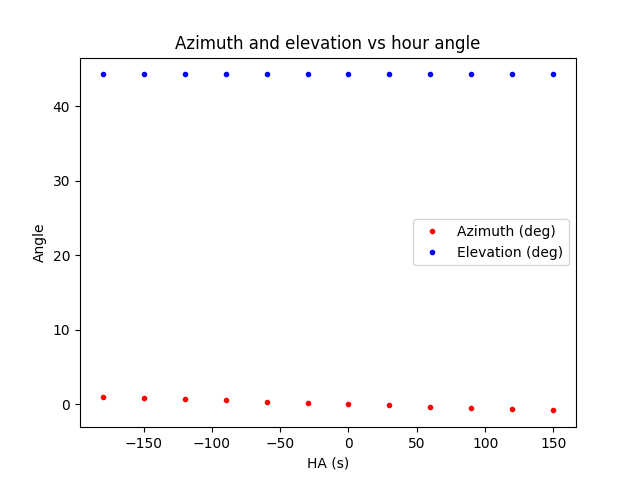 Azimuth and elevation vs hour angle
40
30
20
10
0
Angle
Azimuth (deg)
Elevation (deg)
−150
−100
−50
0
50
100
150
HA (s)